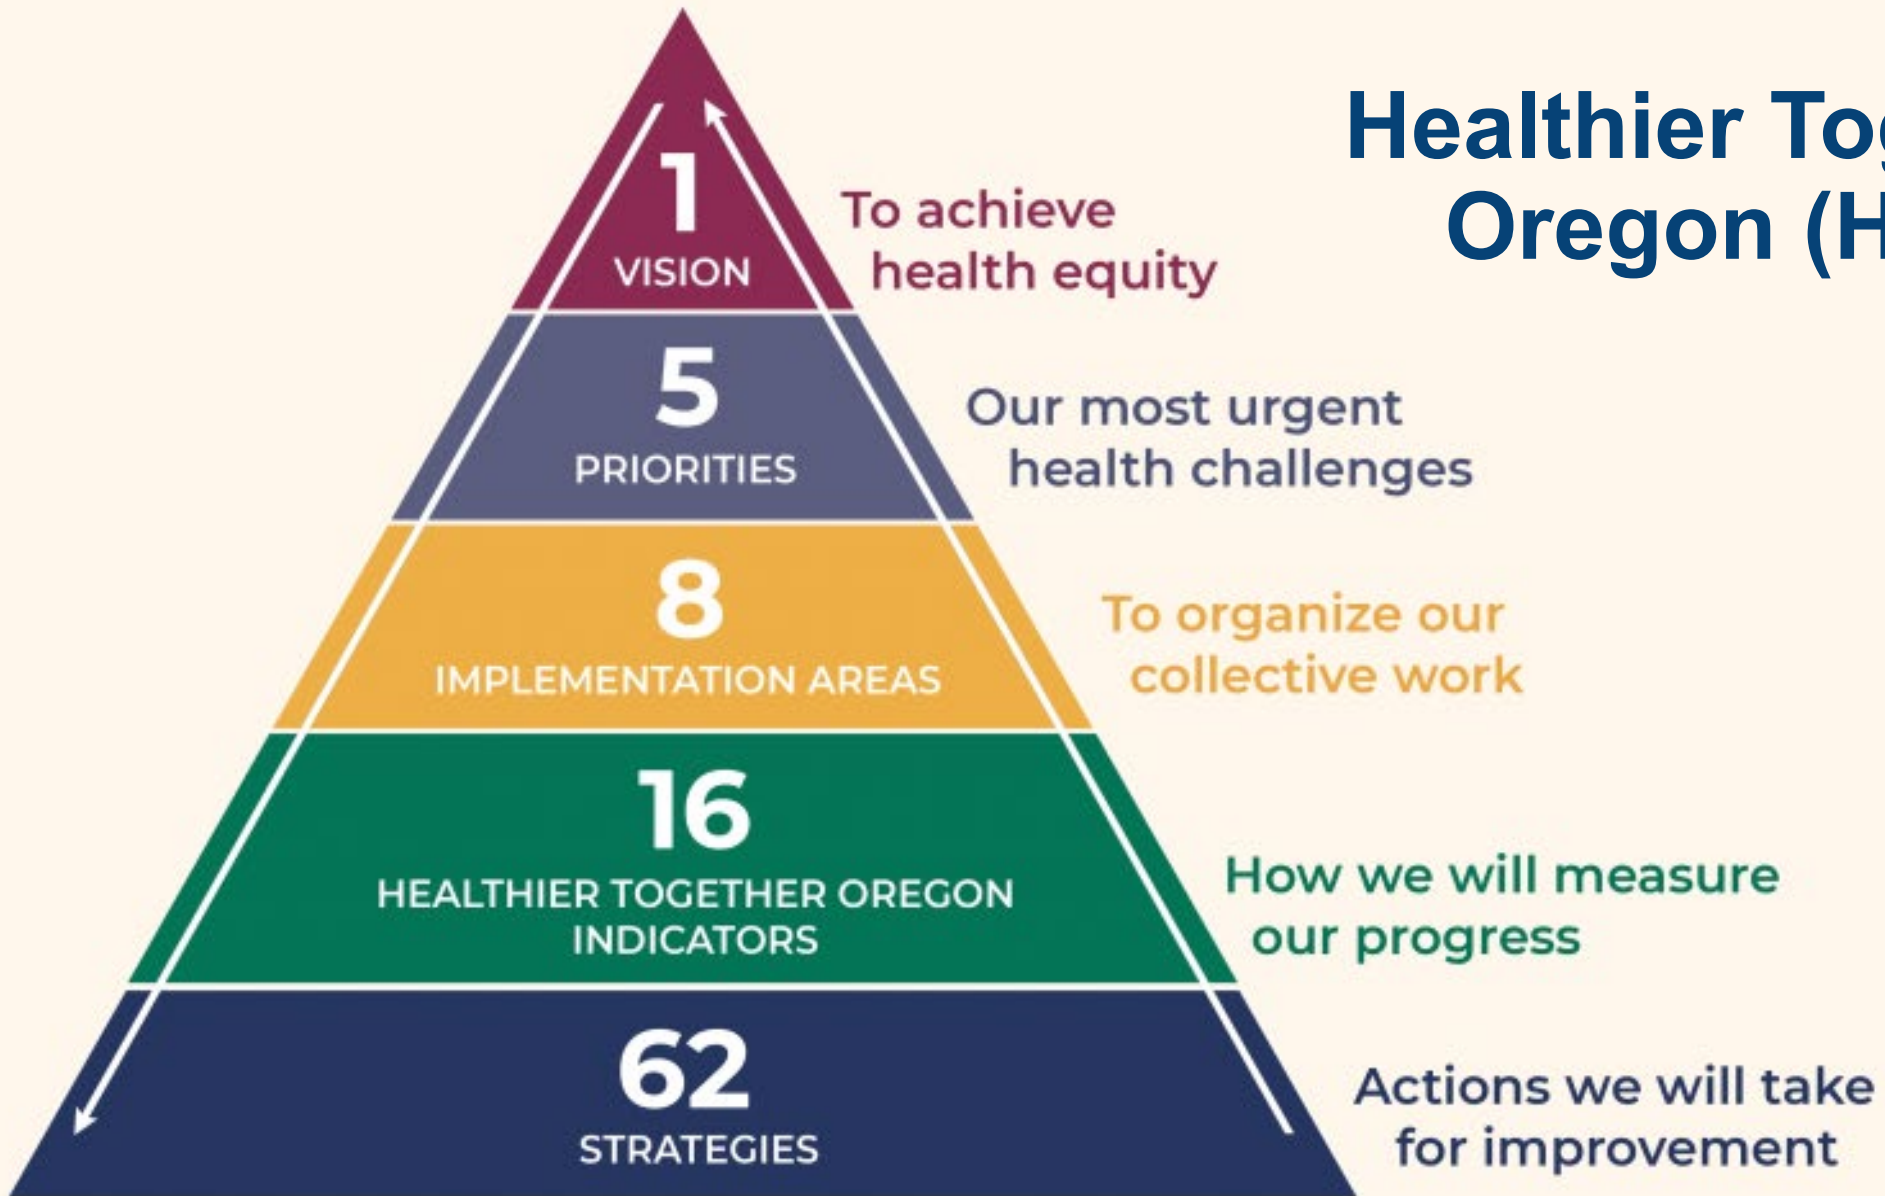 Healthier Tog
Oregon (H
1
VISION
To achieve
health equity
5
PRIORITIES
Our most urgent
health challenges
8
IMPLEMENTATION AREAS
To organize our
collective work
16
HEALTHIER TOGETHER OREGON
INDICATORS
How we will measure
our progress
62
STRATEGIES
Actions we will take
for improvement